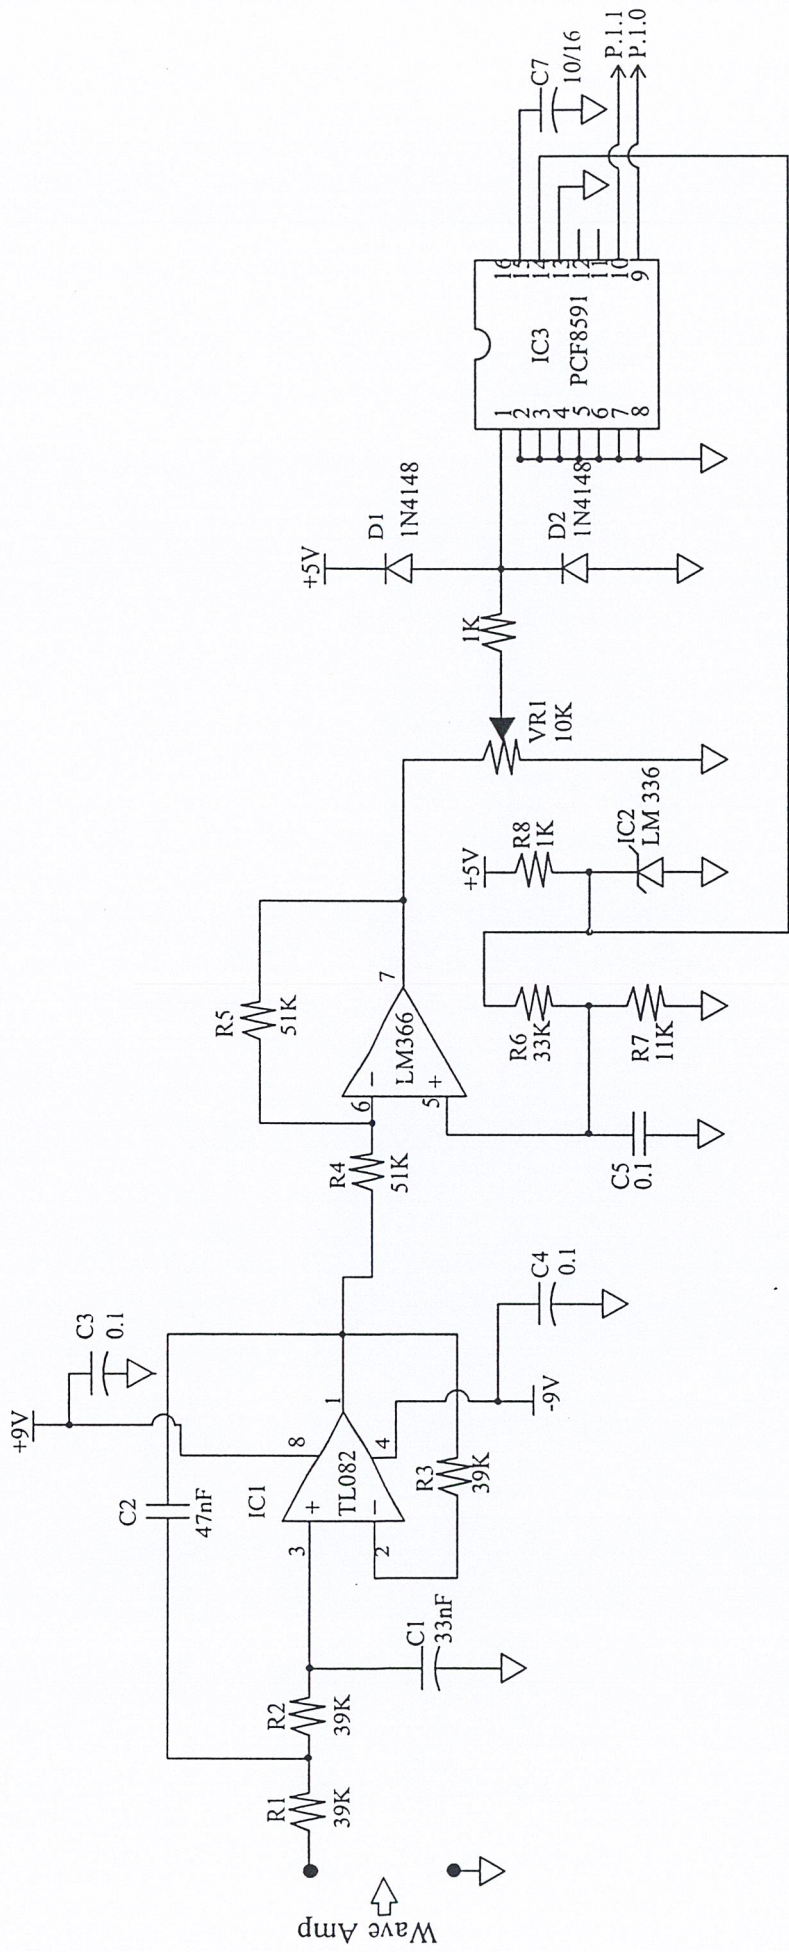 Wave Amp
R1
39K
R2
39K
C1
33nF
C2
47nF
+9V
C3
0.1
IC1
3
2
+
−
TL082
8
4
1
R3
39K
-9V
C4
0.1
R4
51K
R5
51K
6
5
−
+
LM366
7
C5
0.1
R6
33K
R7
11K
+5V
R8
1K
IC2
LM 336
VR1
10K
1K
+5V
D1
1N4148
D2
1N4148
1
2
3
4
5
6
7
8
IC3
PCF8591
16
15
14
13
12
11
10
9
C7
10/16
P.1.1
P.1.0